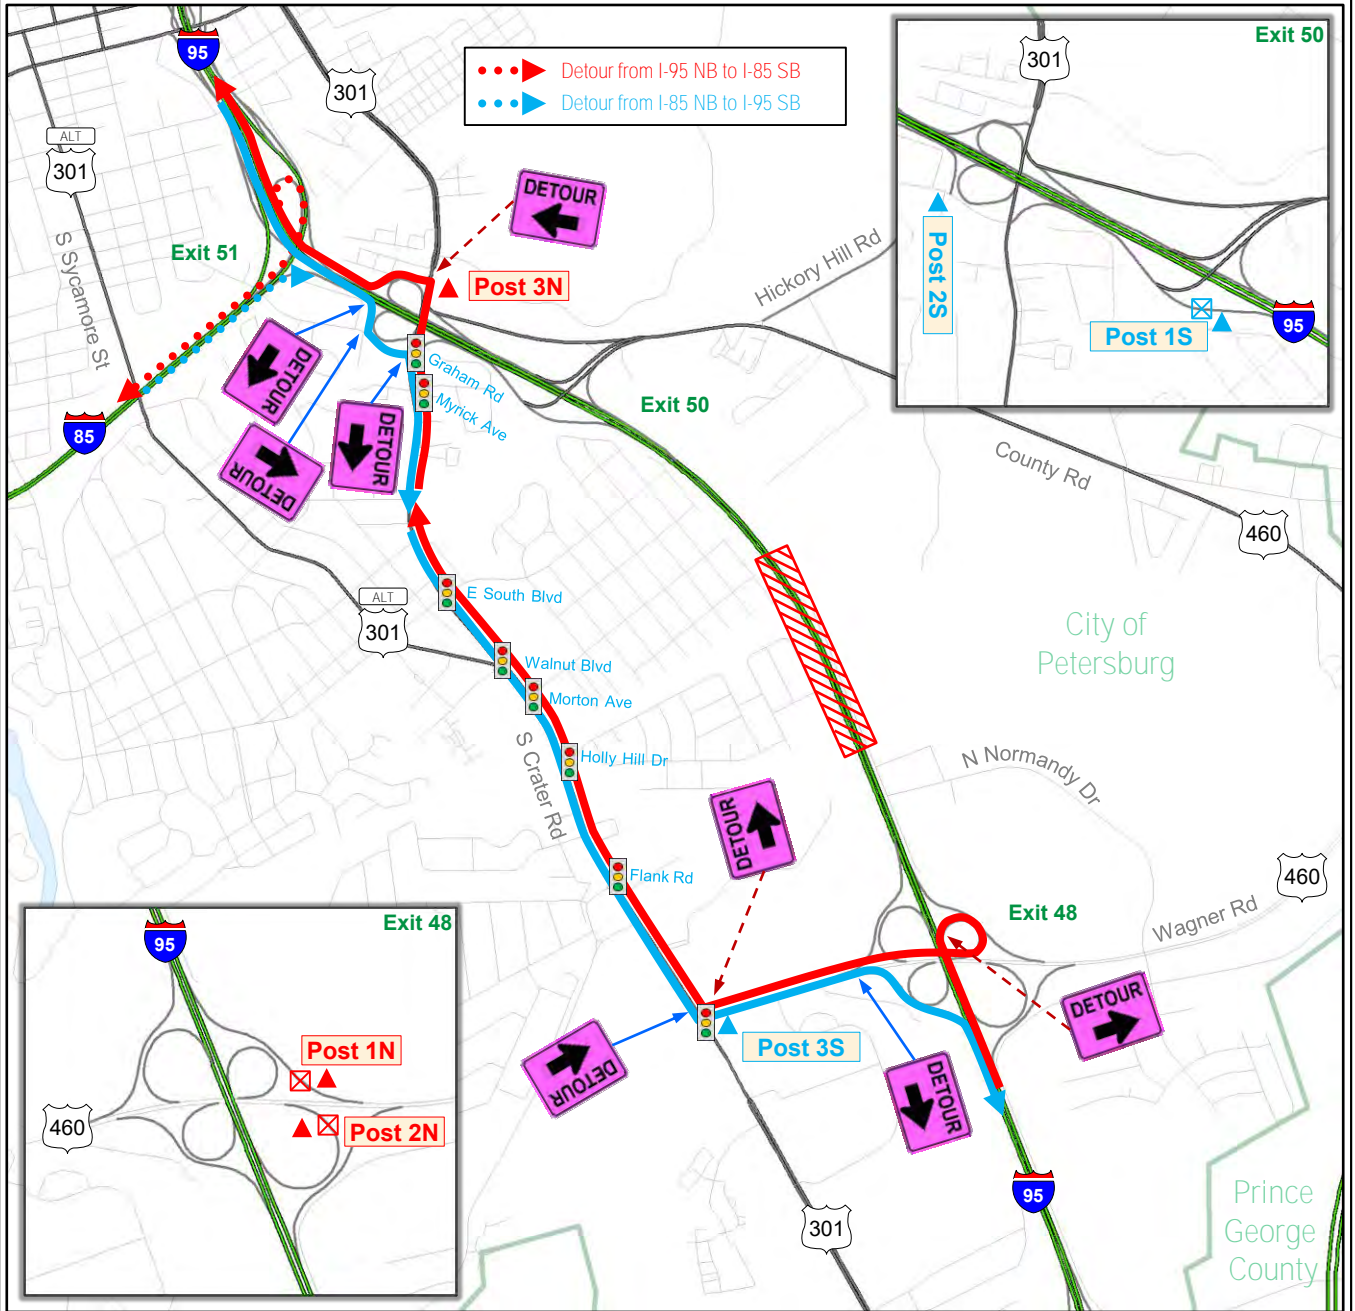 95
301
Detour from I-95 NB to I-85 SB
Detour from I-85 NB to I-95 SB
Exit 50
301
Post 2S
Post 1S
95
ALT
301
S Sycamore St
Exit 51
DETOUR
Post 3N
Hickory Hill Rd
DETOUR
DETOUR
DETOUR
Graham Rd
Myrick Ave
Exit 50
85
County Rd
460
ALT
301
E South Blvd
Walnut Blvd
Morton Ave
Holly Hill Dr
S Crater Rd
Flank Rd
City of
Petersburg
N Normandy Dr
DETOUR
460
Wagner Rd
Exit 48
DETOUR
DETOUR
Post 3S
DETOUR
Exit 48
95
Post 1N
460
Post 2N
301
95
Prince
George
County